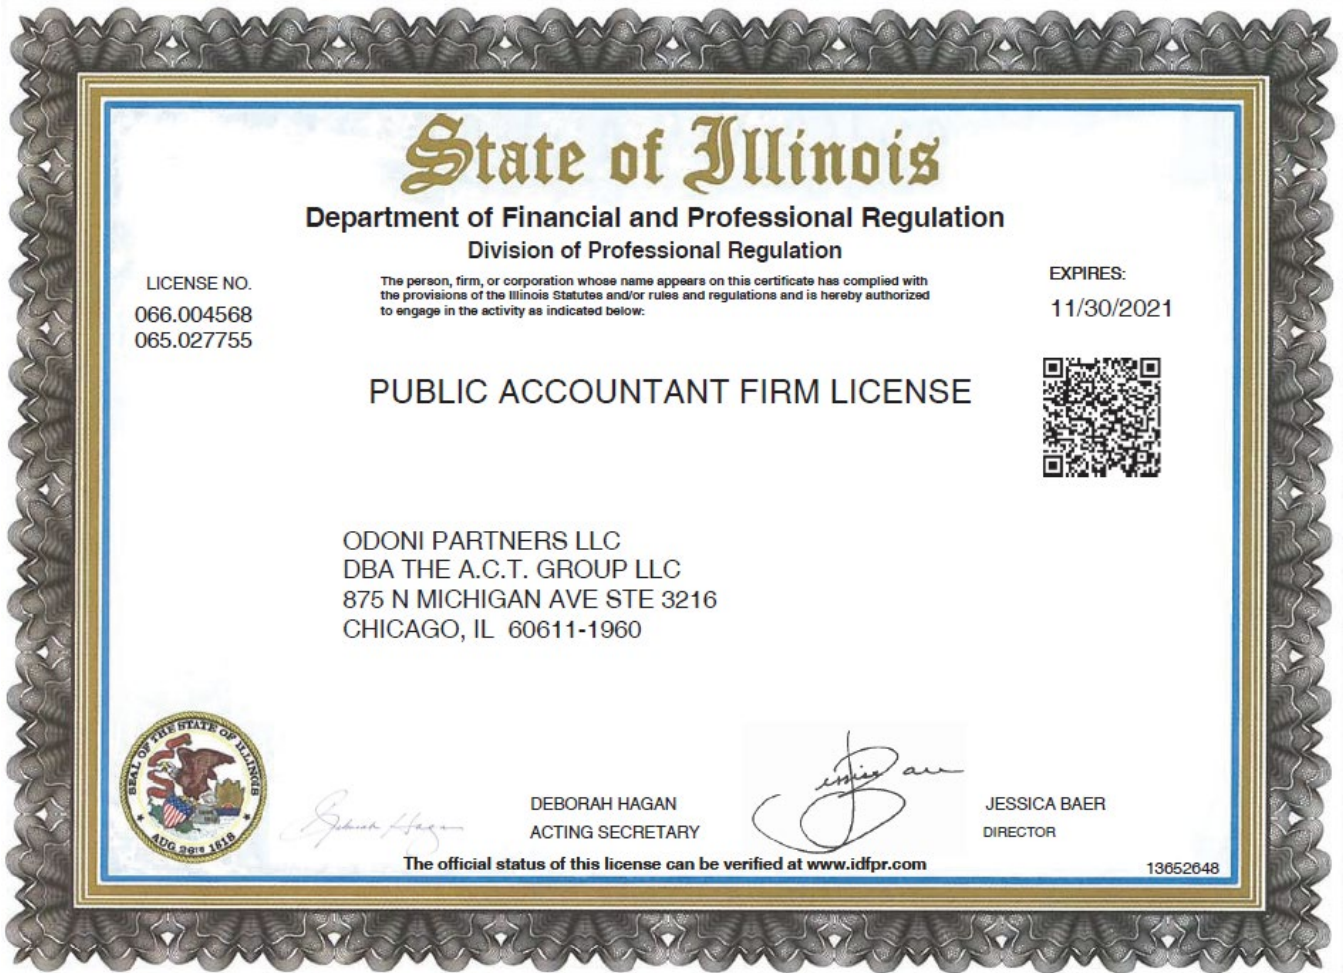 State of Illinois
Department of Financial and Professional Regulation
Division of Professional Regulation
LICENSE NO.
066.004568
065.027755
The person, firm, or corporation whose name appears on this certificate has complied with
the provisions of the Illinois Statutes and/or rules and regulations and is hereby authorized
to engage in the activity as indicated below:
EXPIRES:
11/30/2021
PUBLIC ACCOUNTANT FIRM LICENSE
ODONI PARTNERS LLC
DBA THE A.C.T. GROUP LLC
875 N MICHIGAN AVE STE 3216
CHICAGO, IL 60611-1960
SEAL OF THE STATE OF ILLINOIS
AUG. 26TH 1818
Deborah Hagan
DEBORAH HAGAN
ACTING SECRETARY
JESSICA BAER
DIRECTOR
The official status of this license can be verified at www.idfpr.com
13652648